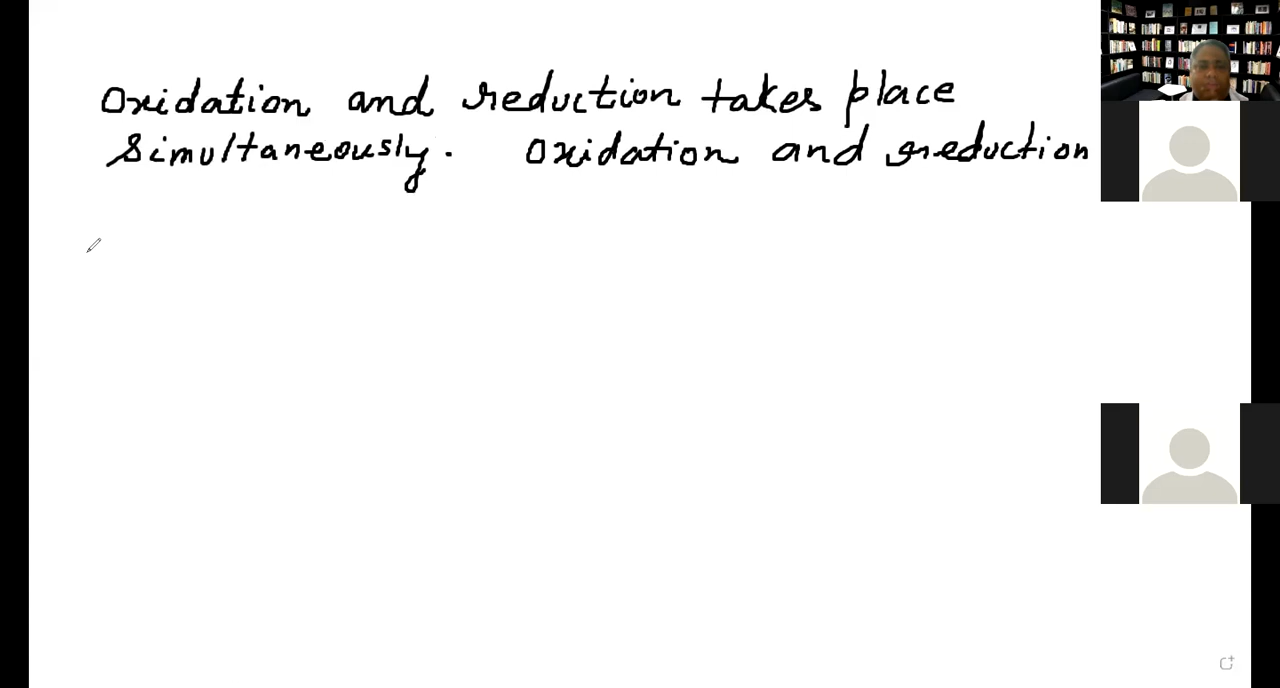 Oxidation and reduction takes place
simultaneously. Oxidation and reduction